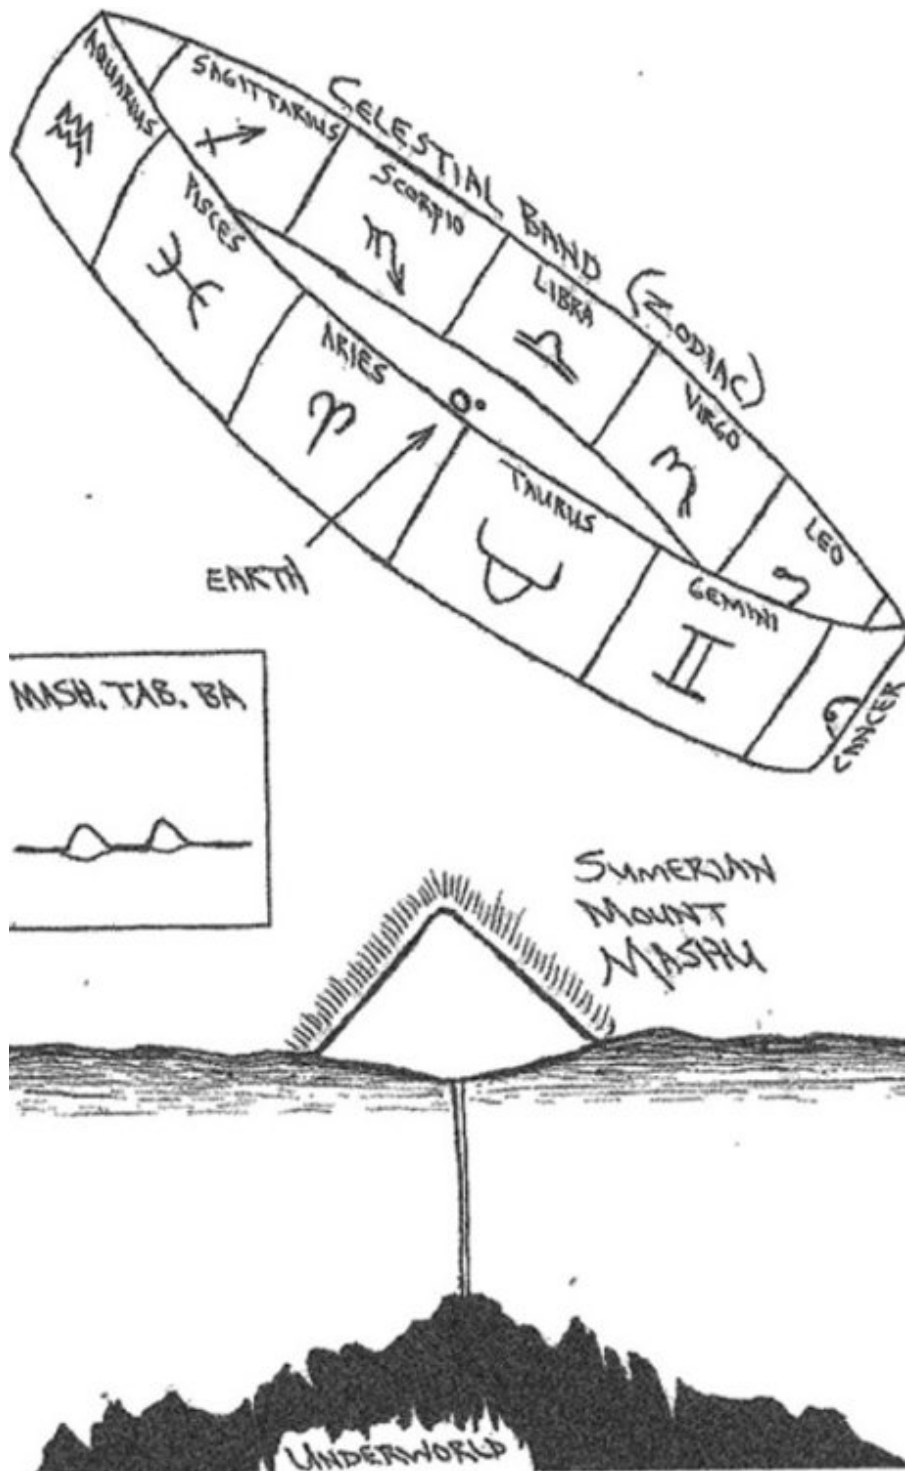 CELESTIAL BAND (ZODIAC)
AQUARIUS
SAGITTARIUS
SCORPIO
LIBRA
VIRGO
LEO
PISCES
ARIES
TAURUS
GEMINI
CANCER
EARTH
MASH. TAB. BA
SUMERIAN
MOUNT
MASHU
UNDERWORLD